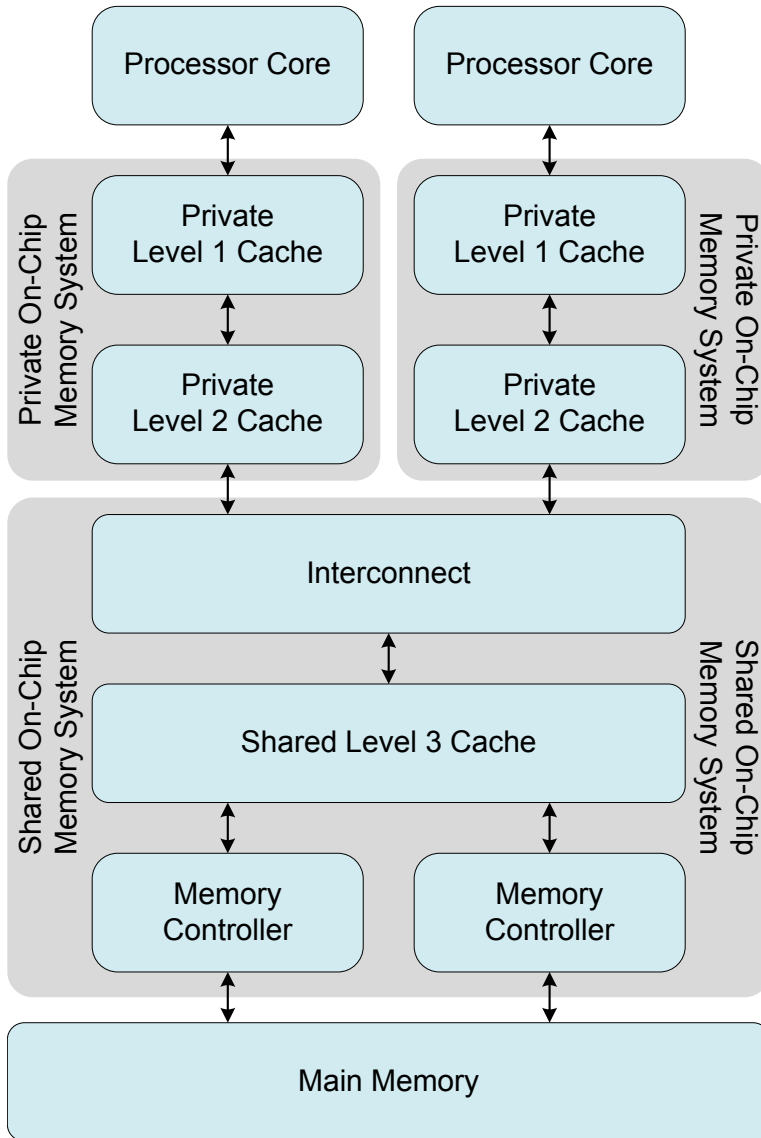 Processor Core
Processor Core
Private On-Chip
Memory System
Private
Level 1 Cache
Private
Level 1 Cache
Private On-Chip
Memory System
Private
Level 2 Cache
Private
Level 2 Cache
Shared On-Chip
Memory System
Interconnect
Shared On-Chip
Memory System
Shared Level 3 Cache
Memory
Controller
Memory
Controller
Main Memory